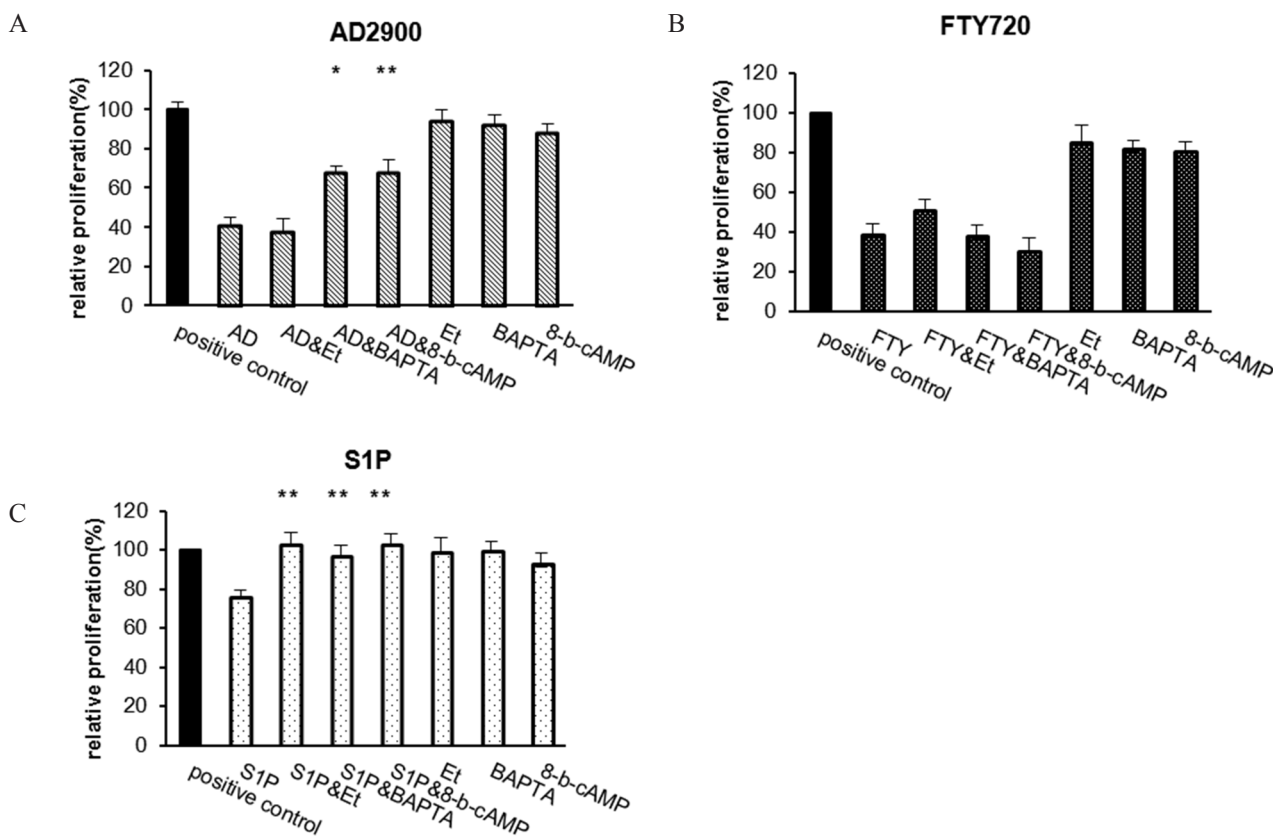 A
AD2900
* **
relative proliferation(%)
120
100
80
60
40
20
0
positive control
AD
AD&Et
AD&BAPTA
AD&8-b-cAMP
Et
BAPTA
8-b-cAMP
B
FTY720
relative proliferation(%)
120
100
80
60
40
20
0
positive control
FTY
FTY&Et
FTY&BAPTA
FTY&8-b-cAMP
Et
BAPTA
8-b-cAMP
C
S1P
** ** **
relative proliferation(%)
120
100
80
60
40
20
0
positive control
S1P
S1P&Et
S1P&BAPTA
S1P&8-b-cAMP
Et
BAPTA
8-b-cAMP